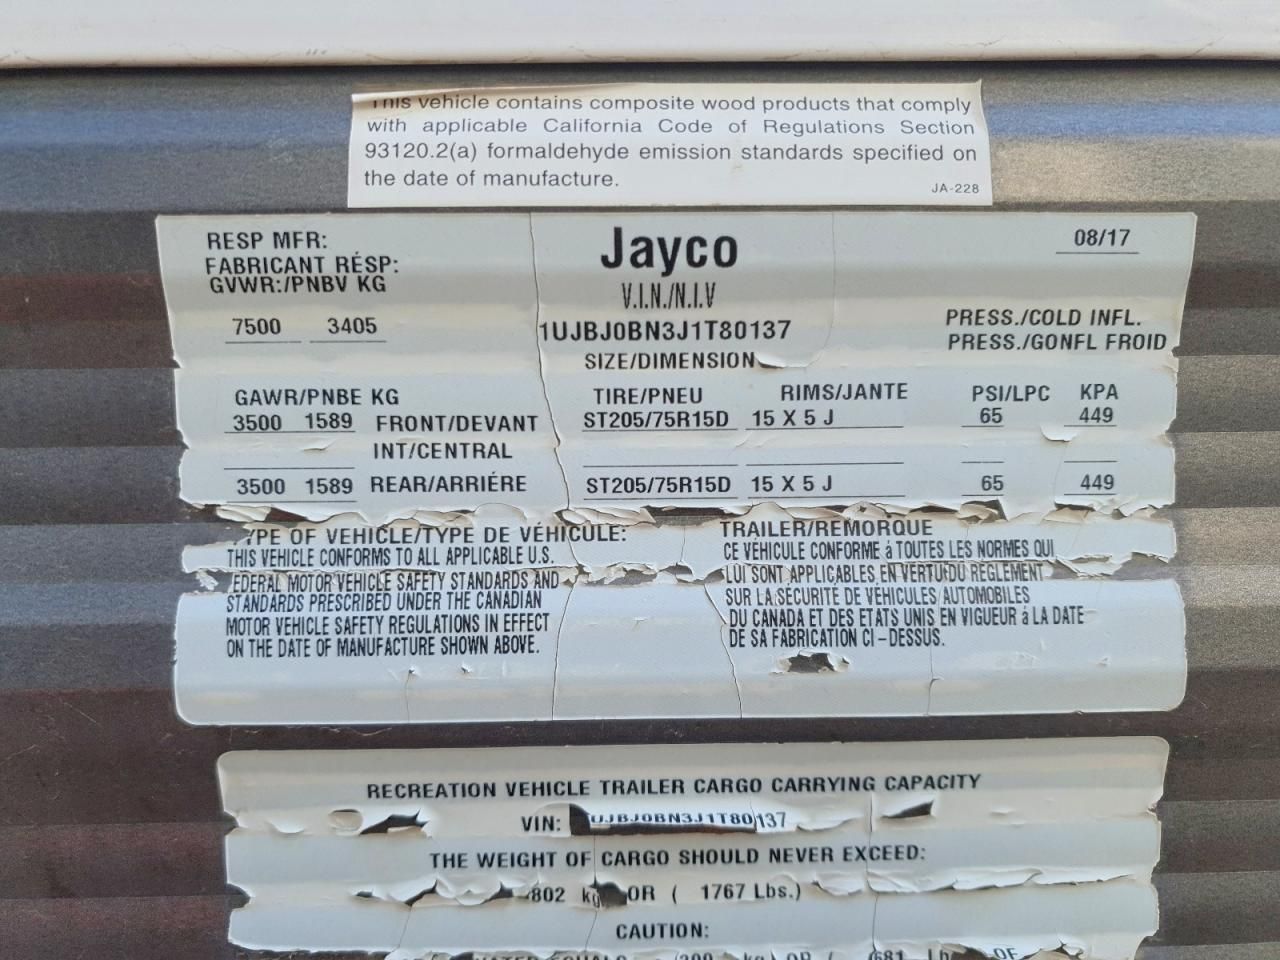 This vehicle contains composite wood products that comply
with applicable California Code of Regulations Section
93120.2(a) formaldehyde emission standards specified on
the date of manufacture.
JA-228
RESP MFR:
FABRICANT RÉSP:
Jayco
08/17
GVWR:/PNBV KG
V.I.N./N.I.V
7500 3405
1UJBJ0BN3J1T80137
PRESS./COLD INFL.
PRESS./GONFL FROID
SIZE/DIMENSION
GAWR/PNBE KG TIRE/PNEU RIMS/JANTE PSI/LPC KPA
3500 1589 FRONT/DEVANT ST205/75R15D 15 X 5 J 65 449
INT/CENTRAL
3500 1589 REAR/ARRIÉRE ST205/75R15D 15 X 5 J 65 449
YPE OF VEHICLE/TYPE DE VÉHICULE: TRAILER/REMORQUE
THIS VEHICLE CONFORMS TO ALL APPLICABLE U.S.
EDERAL MOTOR VEHICLE SAFETY STANDARDS AND
STANDARDS PRESCRIBED UNDER THE CANADIAN
MOTOR VEHICLE SAFETY REGULATIONS IN EFFECT
ON THE DATE OF MANUFACTURE SHOWN ABOVE.
CE VÉHICULE CONFORME á TOUTES LES NORMES QUI
LUI SONT APPLICABLES EN VERTU DU RÈGLEMENT
SUR LA SÉCURITE DE VÉHICULES AUTOMOBILES
DU CANADA ET DES ETATS UNIS EN VIGUEUR á LA DATE
DE SA FABRICATION CI-DESSUS.
RECREATION VEHICLE TRAILER CARGO CARRYING CAPACITY
VIN: UJBJ0BN3J1T80137
THE WEIGHT OF CARGO SHOULD NEVER EXCEED:
802 kg OR ( 1767 Lbs.)
CAUTION:
OR ( 681 OF